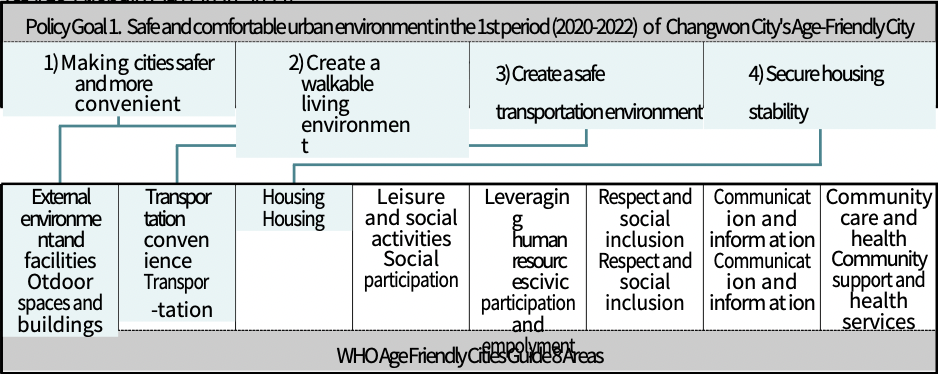 Policy Goal 1. Safe and comfortable urban environment in the 1st period (2020-2022) of Changwon City's Age-Friendly City
1) Making cities safer
and more
convenient
2) Create a
walkable
living
environmen
t
3) Create a safe
transportation environment
4) Secure housing
stability
External
environme
nt and
facilities
Otdoor
spaces and
buildings
Transpor
tation
conven
ience
Transpor
-tation
Housing
Housing
Leisure
and social
activities
Social
participation
Leveragin
g
human
resourc
escivic
participation
and
empolyment
Respect and
social
inclusion
Respect and
social
inclusion
Communicat
ion and
information
Communicat
ion and
information
Community
care and
health
Community
support and
health
services
WHO Age Friendly Cities Guide 8 Areas